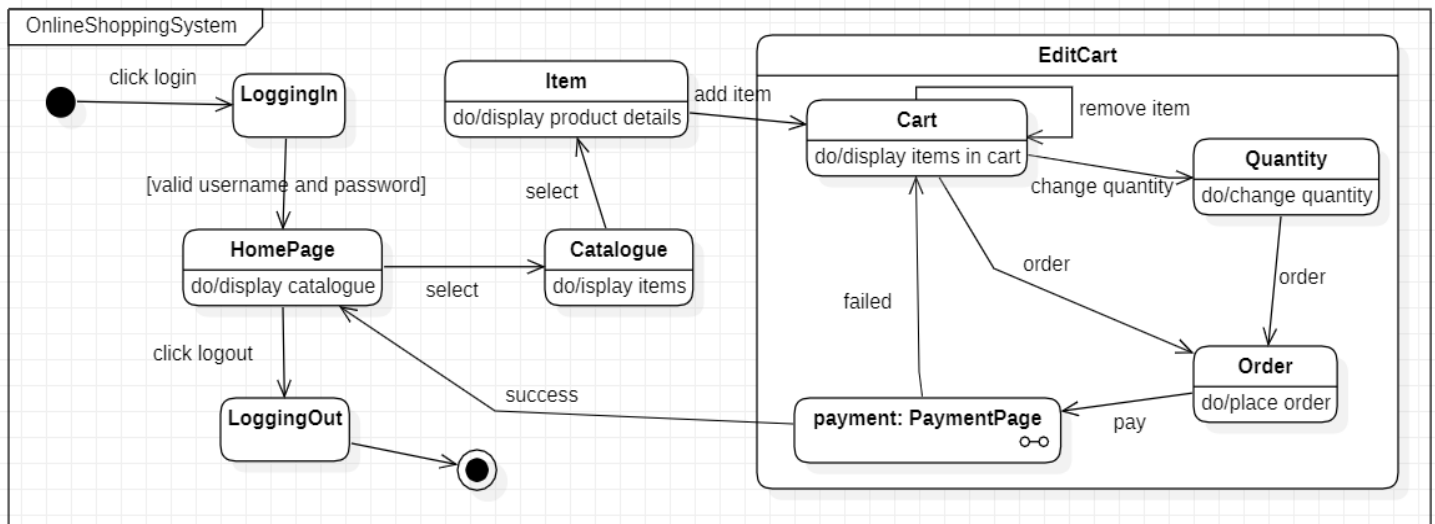 OnlineShoppingSystem
click login
LoggingIn
[valid username and password]
HomePage
do/display catalogue
click logout
LoggingOut
select
Catalogue
do/isplay items
select
Item
do/display product details
add item
EditCart
Cart
do/display items in cart
remove item
change quantity
Quantity
do/change quantity
order
order
Order
do/place order
pay
payment: PaymentPage
failed
success